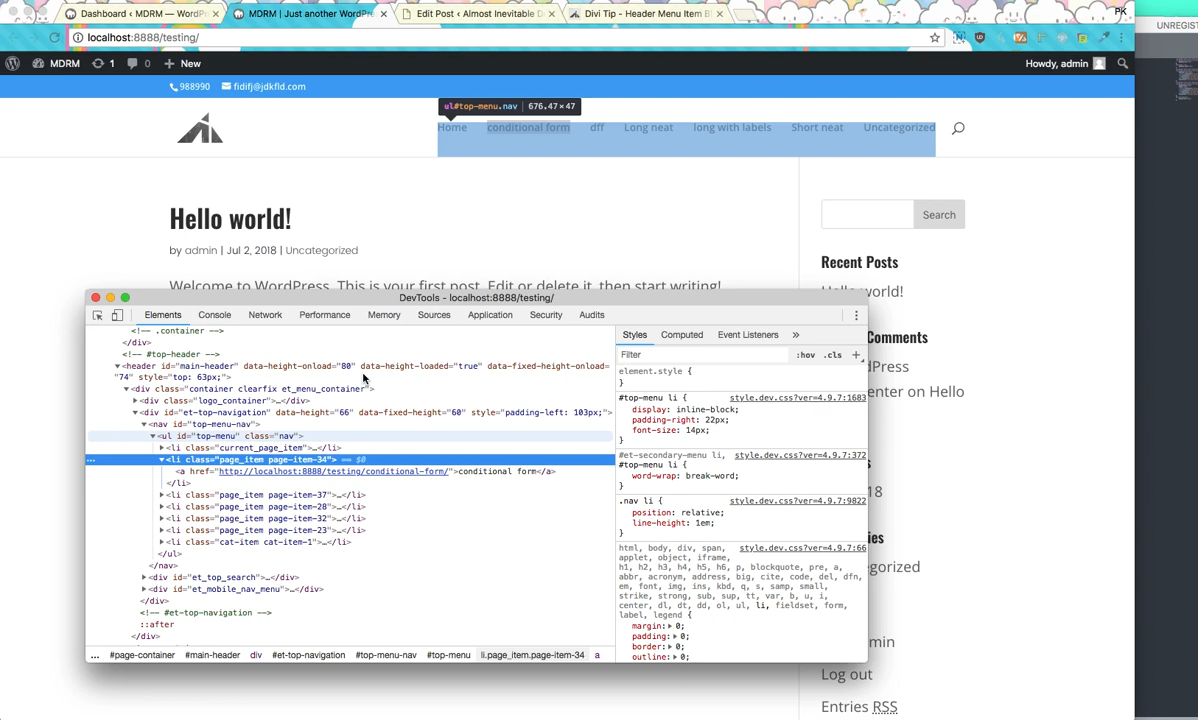 Dashboard ‹ MDRM — WordPr
MDRM | Just another WordPre
Edit Post ‹ Almost Inevitable D
Divi Tip - Header Menu Item B
PK
localhost:8888/testing/
UNREGIST
MDRM
1
0
New
Howdy, admin
988990
fidifj@jdkfld.com
ul#top-menu.nav | 676.47×47
Home
conditional form
dff
Long neat
long with labels
Short neat
Uncategorized
Hello world!
by admin | Jul 2, 2018 | Uncategorized
Welcome to WordPress. This is your first post. Edit or delete it, then start writing!
Search
Recent Posts
Hello world!
Comments
dPress
enter on Hello
s
18
ies
egorized
min
Log out
Entries RSS
DevTools - localhost:8888/testing/
Elements
Console
Network
Performance
Memory
Sources
Application
Security
Audits
<!-- .container -->
</div>
<!-- #top-header -->
<header id="main-header" data-height-onload="80" data-height-loaded="true" data-fixed-height-onload=
"74" style="top: 63px;">
<div class="container clearfix et_menu_container">
<div class="logo_container">…</div>
<div id="et-top-navigation" data-height="66" data-fixed-height="60" style="padding-left: 103px;">
<nav id="top-menu-nav">
<ul id="top-menu" class="nav">
<li class="current_page_item">…</li>
<li class="page_item page-item-34"> == $0
<a href="http://localhost:8888/testing/conditional-form/">conditional form</a>
</li>
<li class="page_item page-item-37">…</li>
<li class="page_item page-item-28">…</li>
<li class="page_item page-item-32">…</li>
<li class="page_item page-item-23">…</li>
<li class="cat-item cat-item-1">…</li>
</ul>
</nav>
<div id="et_top_search">…</div>
<div id="et_mobile_nav_menu">…</div>
</div>
<!-- #et-top-navigation -->
::after
</div>
... #page-container #main-header div #et-top-navigation #top-menu-nav #top-menu li.page_item.page-item-34 a
Styles
Computed
Event Listeners
»
Filter
:hov .cls +
element.style {
}
#top-menu li { style.dev.css?ver=4.9.7:1683
display: inline-block;
padding-right: 22px;
font-size: 14px;
}
#et-secondary-menu li, style.dev.css?ver=4.9.7:372
#top-menu li {
word-wrap: break-word;
}
.nav li { style.dev.css?ver=4.9.7:9822
position: relative;
line-height: 1em;
}
html, body, div, span, style.dev.css?ver=4.9.7:66
applet, object, iframe,
h1, h2, h3, h4, h5, h6, p, blockquote, pre, a,
abbr, acronym, address, big, cite, code, del, dfn,
em, font, img, ins, kbd, q, s, samp, small,
strike, strong, sub, sup, tt, var, b, u, i,
center, dl, dt, dd, ol, ul, li, fieldset, form,
label, legend {
margin: 0;
padding: 0;
border: 0;
outline: 0;